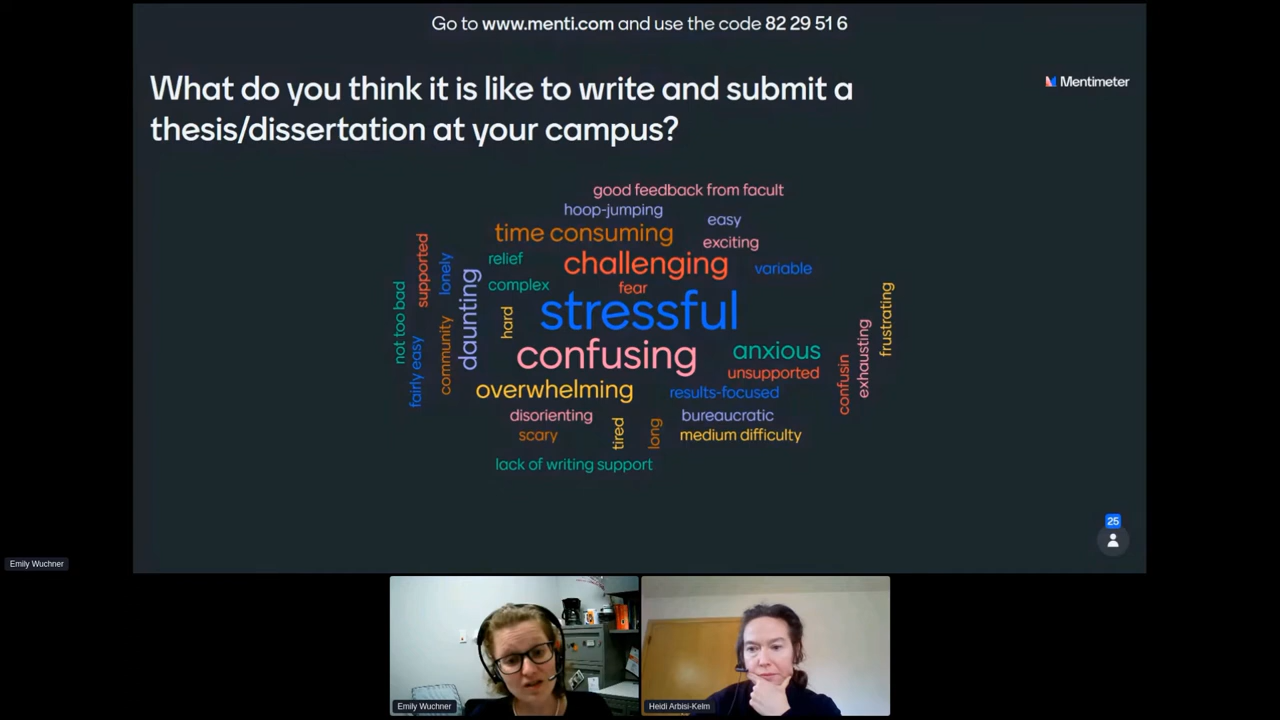 Go to www.menti.com and use the code 82 29 51 6
What do you think it is like to write and submit a
thesis/dissertation at your campus?
Mentimeter
good feedback from facult
hoop-jumping
easy
time consuming
exciting
supported
lonely
relief
challenging
variable
daunting
complex
fear
not too bad
stressful
hard
frustrating
community
fairly easy
confusing
anxious
exhausting
unsupported
confusin
overwhelming
results-focused
disorienting
bureaucratic
scary
tired
long
medium difficulty
lack of writing support
25
Emily Wuchner
Emily Wuchner
Heidi Arbisi-Kelm